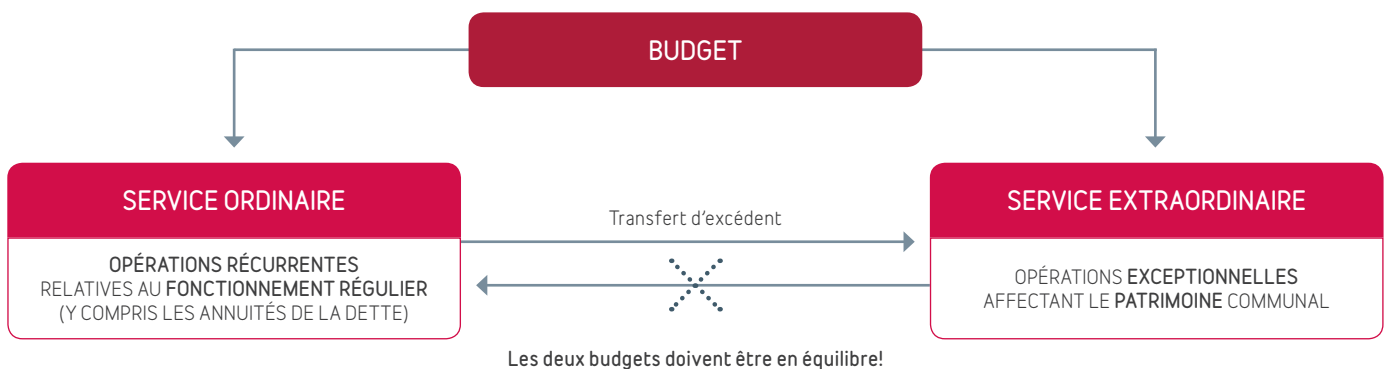 BUDGET
SERVICE ORDINAIRE
OPÉRATIONS RÉCURRENTES
RELATIVES AU FONCTIONNEMENT RÉGULIER
(Y COMPRIS LES ANNUITÉS DE LA DETTE)
Transfert d'excédent
SERVICE EXTRAORDINAIRE
OPÉRATIONS EXCEPTIONNELLES
AFFECTANT LE PATRIMOINE COMMUNAL
Les deux budgets doivent être en équilibre!